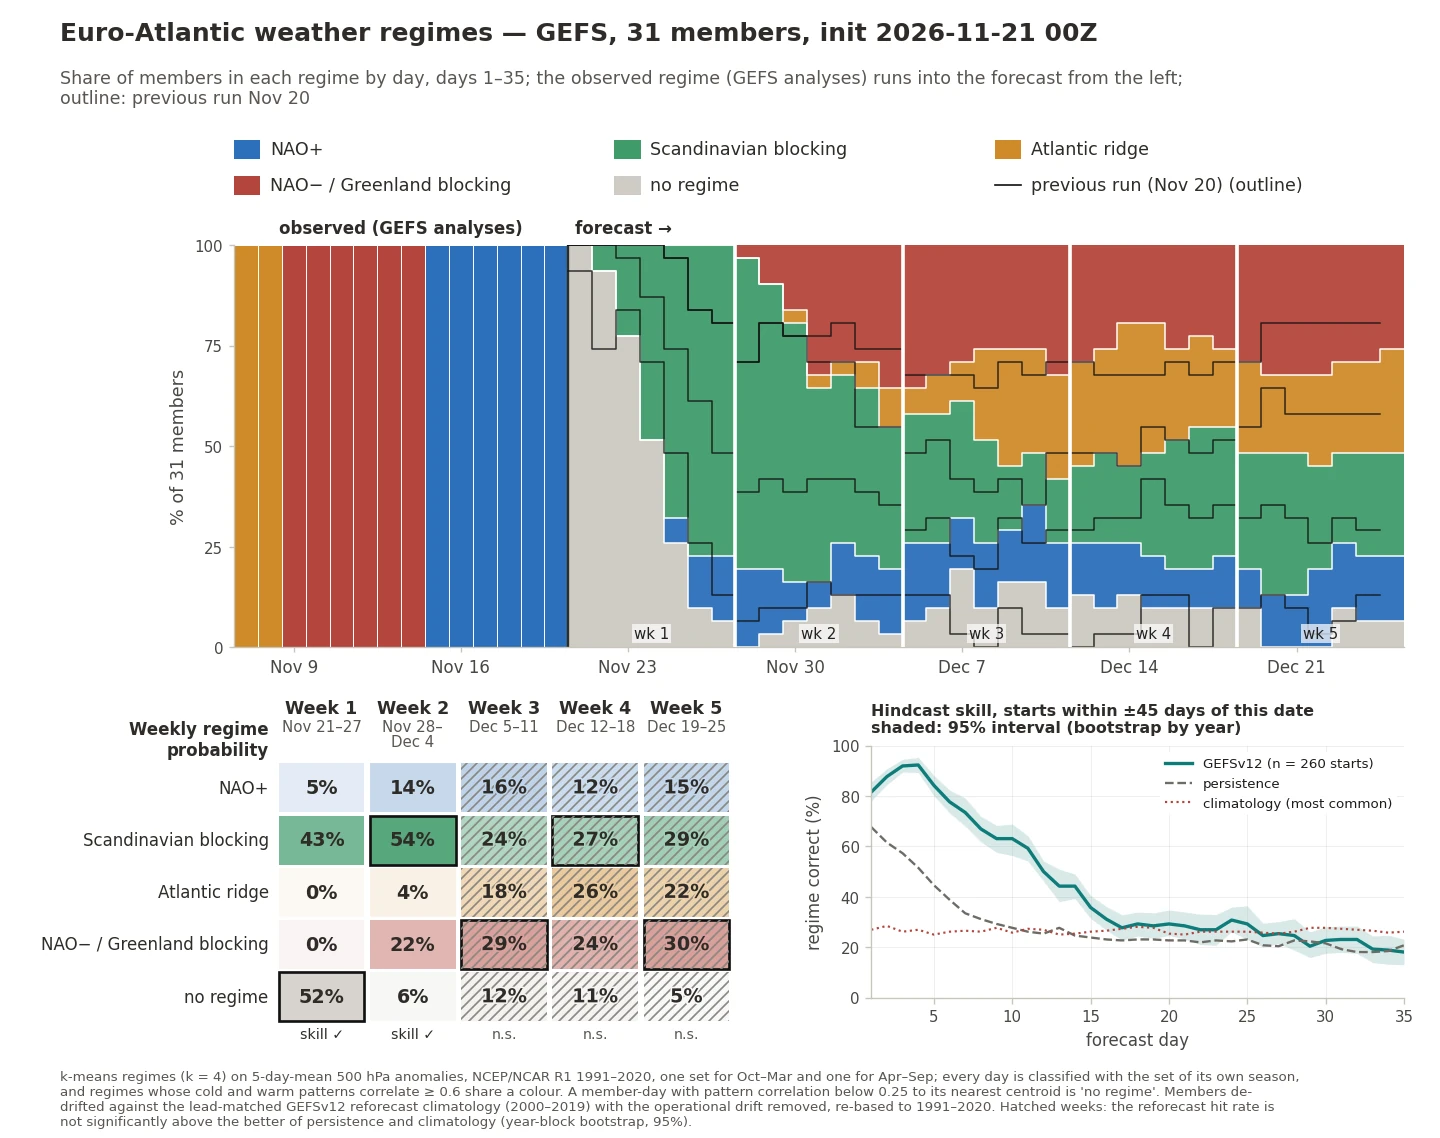 Euro-Atlantic weather regimes — GEFS, 31 members, init 2026-11-21 00Z
Share of members in each regime by day, days 1–35; the observed regime (GEFS analyses) runs into the forecast from the left;
outline: previous run Nov 20
NAO+
Scandinavian blocking
Atlantic ridge
NAO− / Greenland blocking
no regime
previous run (Nov 20) (outline)
observed (GEFS analyses)
forecast →
% of 31 members
100
75
50
25
0
wk 1
wk 2
wk 3
wk 4
wk 5
Nov 9
Nov 16
Nov 23
Nov 30
Dec 7
Dec 14
Dec 21
Weekly regime
probability
Week 1
Nov 21–27
Week 2
Nov 28–
Dec 4
Week 3
Dec 5–11
Week 4
Dec 12–18
Week 5
Dec 19–25
NAO+ 5% 14% 16% 12% 15%
Scandinavian blocking 43% 54% 24% 27% 29%
Atlantic ridge 0% 4% 18% 26% 22%
NAO− / Greenland blocking 0% 22% 29% 24% 30%
no regime 52% 6% 12% 11% 5%
skill ✓ skill ✓ n.s. n.s. n.s.
Hindcast skill, starts within ±45 days of this date
shaded: 95% interval (bootstrap by year)
regime correct (%)
100
80
60
40
20
0
GEFSv12 (n = 260 starts)
persistence
climatology (most common)
5
10
15
20
25
30
35
forecast day
k-means regimes (k = 4) on 5-day-mean 500 hPa anomalies, NCEP/NCAR R1 1991–2020, one set for Oct–Mar and one for Apr–Sep; every day is classified with the set of its own season,
and regimes whose cold and warm patterns correlate ≥ 0.6 share a colour. A member-day with pattern correlation below 0.25 to its nearest centroid is 'no regime'. Members de-
drifted against the lead-matched GEFSv12 reforecast climatology (2000–2019) with the operational drift removed, re-based to 1991–2020. Hatched weeks: the reforecast hit rate is
not significantly above the better of persistence and climatology (year-block bootstrap, 95%).